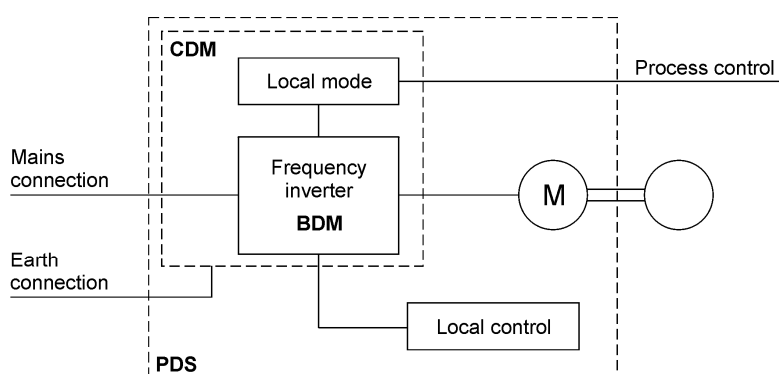 CDM
Local mode
Process control
Mains
connection
Frequency
inverter
BDM
M
Earth
connection
Local control
PDS